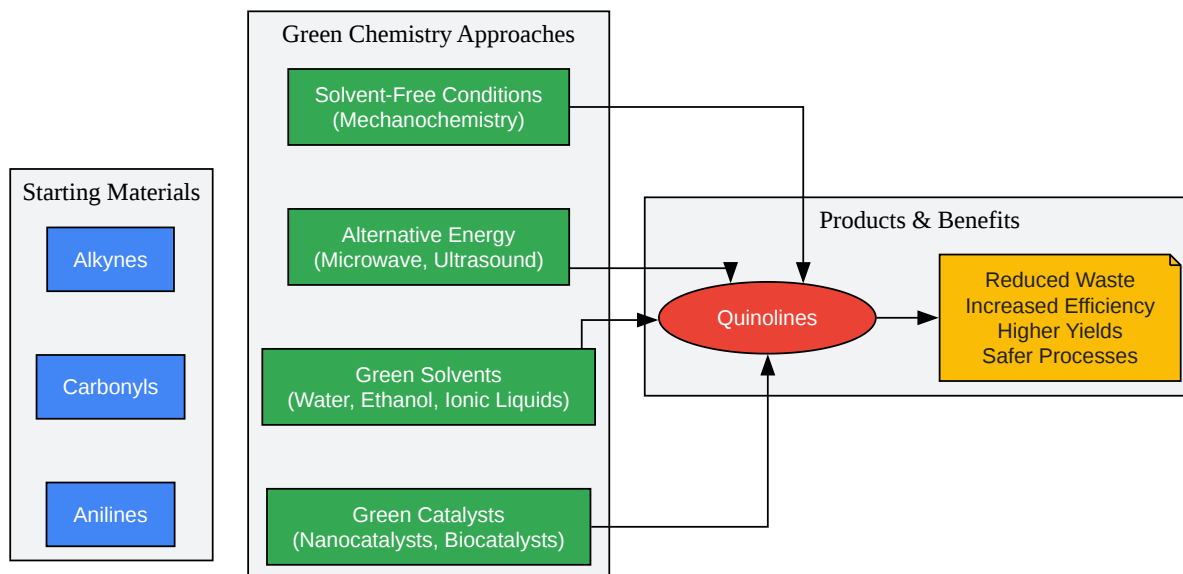 Starting Materials
Alkynes
Carbonyls
Anilines
Green Chemistry Approaches
Solvent-Free Conditions
(Mechanochemistry)
Alternative Energy
(Microwave, Ultrasound)
Green Solvents
(Water, Ethanol, Ionic Liquids)
Green Catalysts
(Nanocatalysts, Biocatalysts)
Products & Benefits
Quinolines
Reduced Waste
Increased Efficiency
Higher Yields
Safer Processes